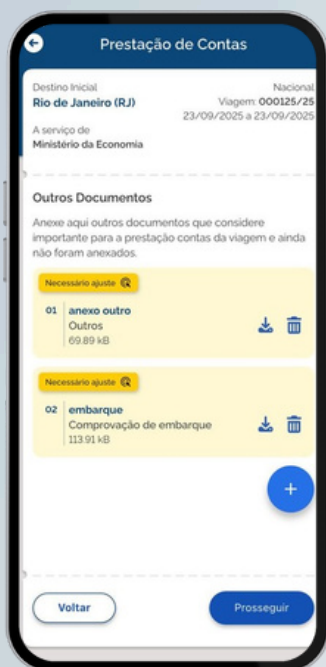 Prestação de Contas
Destino Inicial
Nacional
Rio de Janeiro (RJ)
Viagem: 000125/25
23/09/2025 a 23/09/2025
A serviço de
Ministério da Economia
Outros Documentos
Anexe aqui outros documentos que considere
importante para a prestação contas da viagem e ainda
não foram anexados.
Necessário ajuste
01 anexo outro
Outros
69.89 kB
Necessário ajuste
02 embarque
Comprovação de embarque
113.91 kB
+
Voltar
Prosseguir